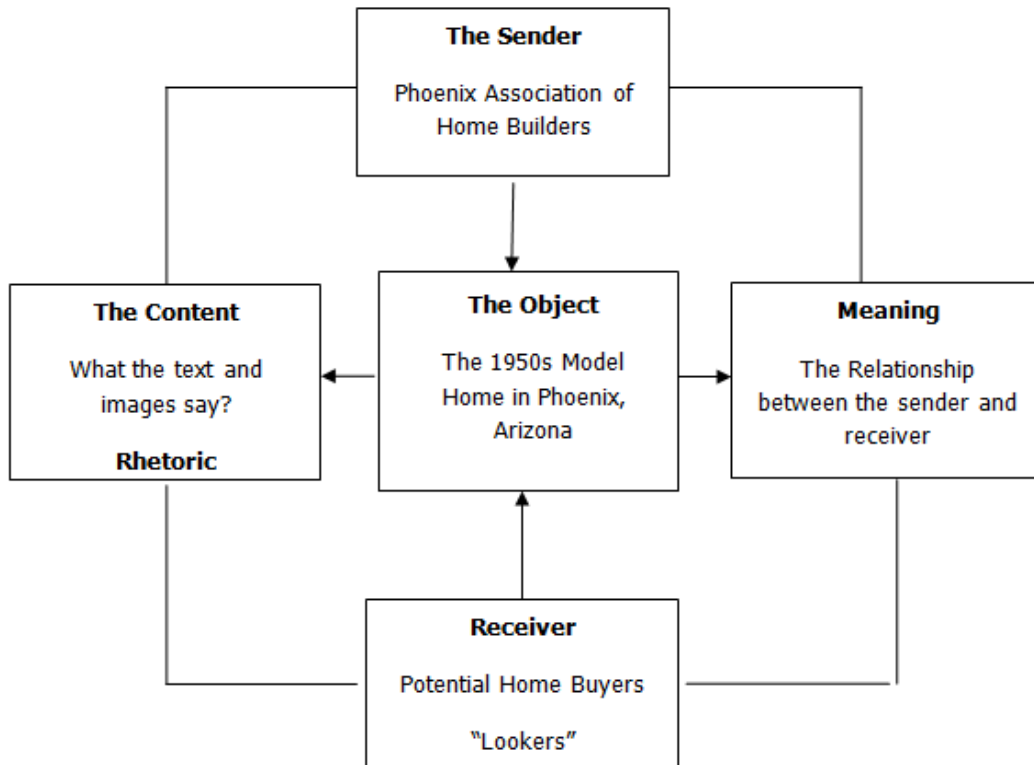 The Sender
Phoenix Association of
Home Builders
The Content
What the text and
images say?
Rhetoric
The Object
The 1950s Model
Home in Phoenix,
Arizona
Meaning
The Relationship
between the sender and
receiver
Receiver
Potential Home Buyers
“Lookers”